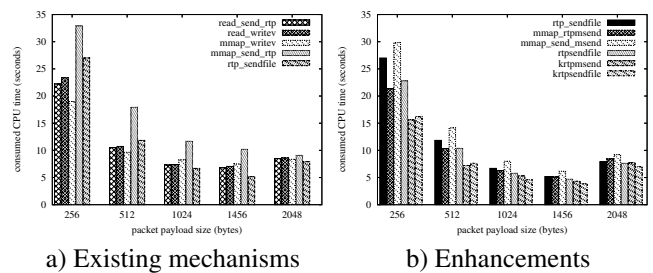 35
30
25
20
15
10
5
0
consumed CPU time (seconds)
read_send_rtp
read_writev
mmap_writev
mmap_send_rtp
rtp_sendfile
256 512 1024 1456 2048
packet payload size (bytes)
a) Existing mechanisms
35
30
25
20
15
10
5
0
consumed CPU time (seconds)
rtp_sendfile
mmap_rtpmsend
mmap_send_msend
rtpsendfile
krtpmsend
krtpsendfile
256 512 1024 1456 2048
packet payload size (bytes)
b) Enhancements